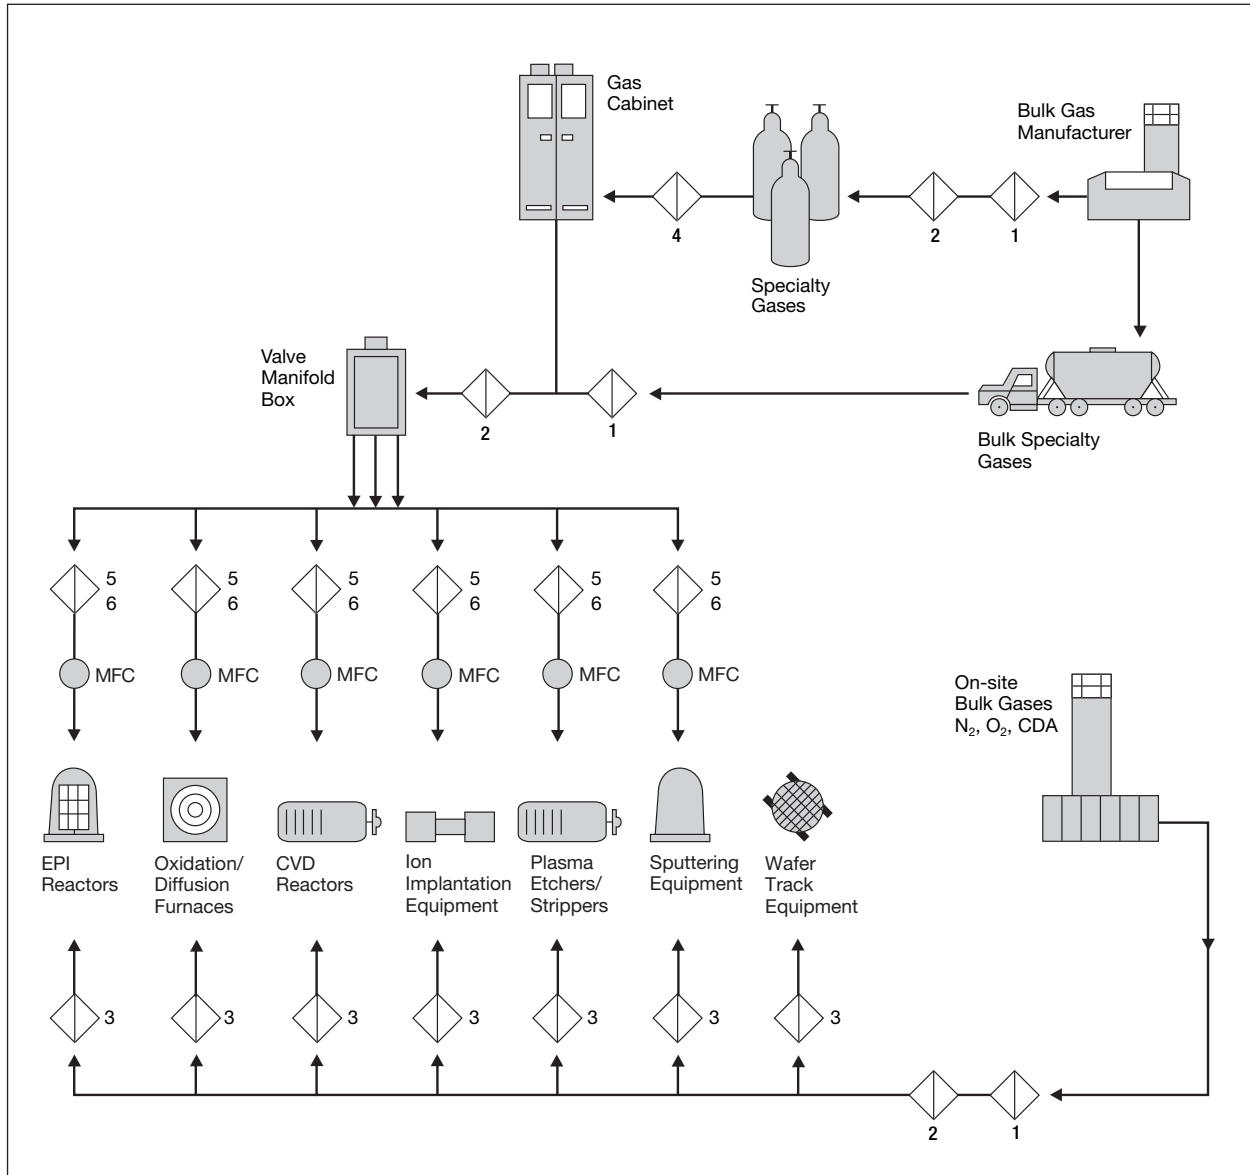 Gas
Cabinet
Bulk Gas
Manufacturer
4
2
1
Specialty
Gases
Valve
Manifold
Box
2
1
Bulk Specialty
Gases
5
6
5
6
5
6
5
6
5
6
5
6
MFC
MFC
MFC
MFC
MFC
MFC
On-site
Bulk Gases
N₂, O₂, CDA
EPI
Reactors
Oxidation/
Diffusion
Furnaces
CVD
Reactors
Ion
Implantation
Equipment
Plasma
Etchers/
Strippers
Sputtering
Equipment
Wafer
Track
Equipment
3
3
3
3
3
3
3
2
1